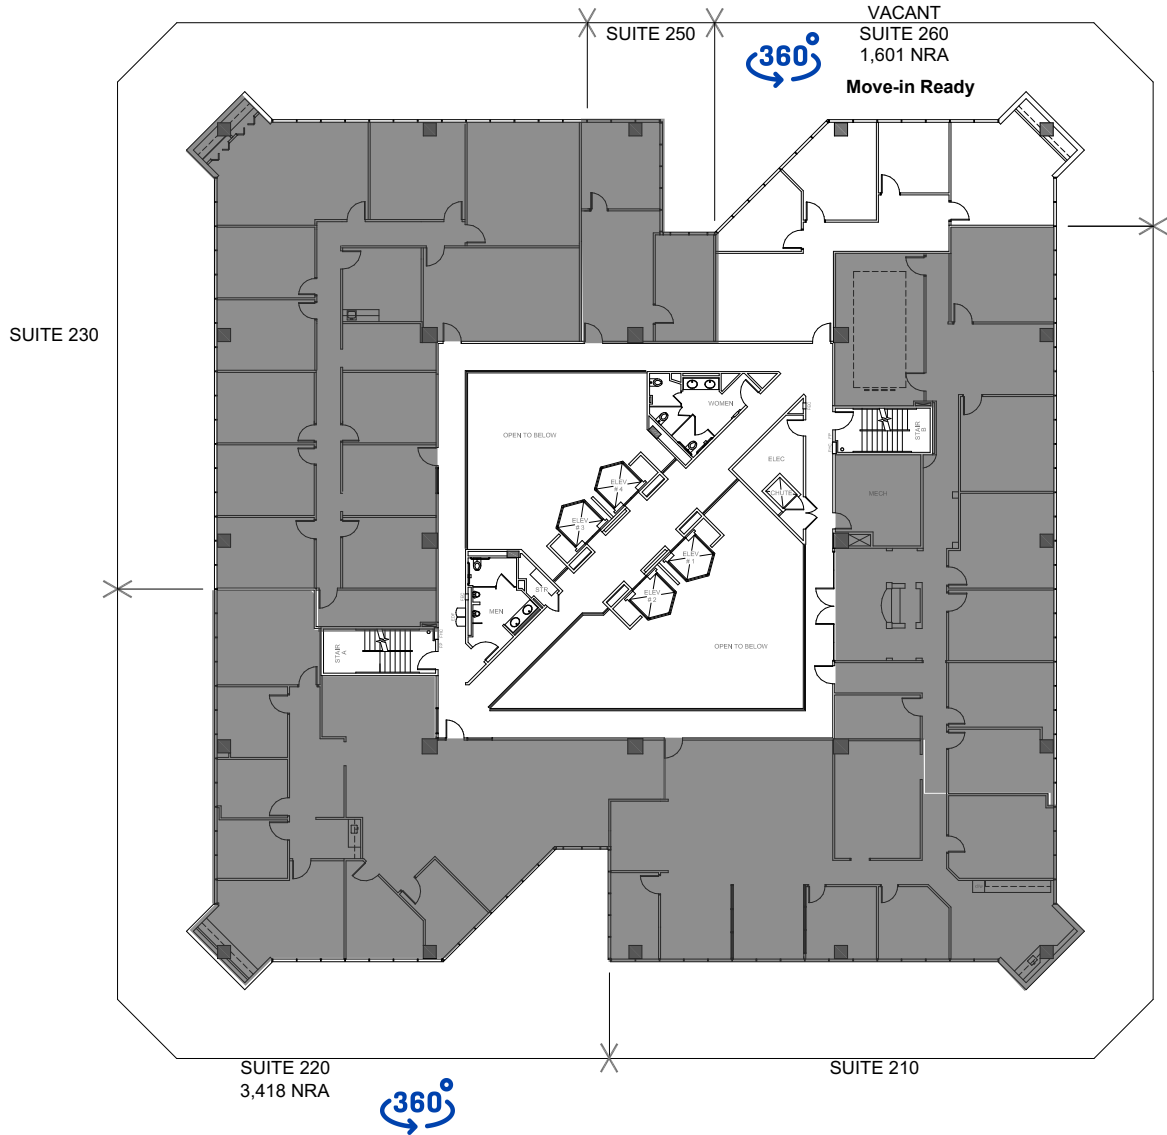 VACANT
SUITE 250
SUITE 260
1,601 NRA
360°
Move-in Ready
SUITE 230
WOMEN
OPEN TO BELOW
STAIR
B
ELEC
ELEV
#4
CHUTE
MECH
ELEV
#3
ELEV
#1
STR
ELEV
#2
MEN
STAIR
A
OPEN TO BELOW
SUITE 220
3,418 NRA
SUITE 210
360°